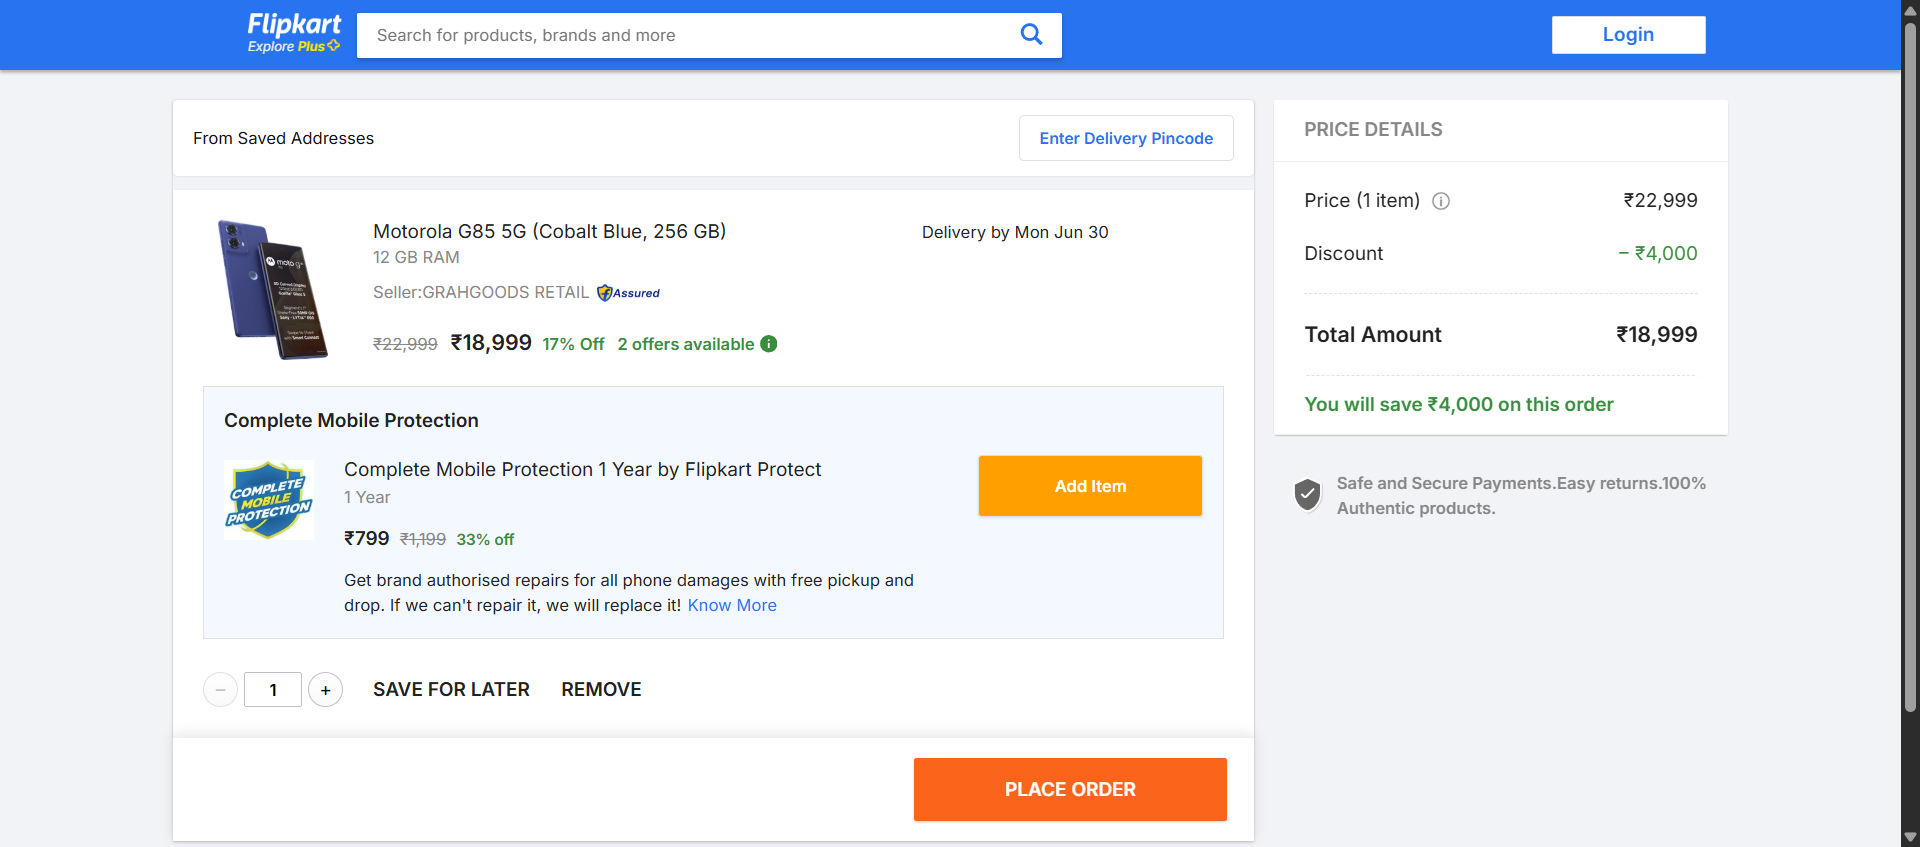 Flipkart
Explore Plus
Search for products, brands and more
Login
From Saved Addresses
Enter Delivery Pincode
Motorola G85 5G (Cobalt Blue, 256 GB)
Delivery by Mon Jun 30
12 GB RAM
Seller:GRAHGOODS RETAIL Assured
₹22,999 ₹18,999 17% Off 2 offers available
moto g
Complete Mobile Protection
COMPLETE
MOBILE
PROTECTION
Complete Mobile Protection 1 Year by Flipkart Protect
1 Year
₹799 ₹1,199 33% off
Add Item
Get brand authorised repairs for all phone damages with free pickup and
drop. If we can't repair it, we will replace it! Know More
− 1 + SAVE FOR LATER REMOVE
PLACE ORDER
PRICE DETAILS
Price (1 item) ₹22,999
Discount − ₹4,000
Total Amount ₹18,999
You will save ₹4,000 on this order
Safe and Secure Payments.Easy returns.100%
Authentic products.